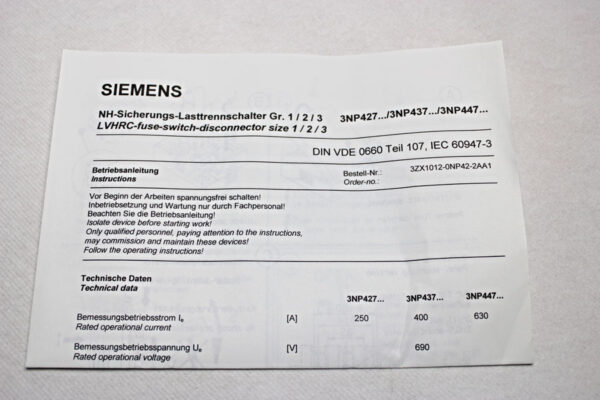 SIEMENS
NH-Sicherungs-Lasttrennschalter Gr. 1 / 2 / 3 3NP427.../3NP437.../3NP447...
LVHRC-fuse-switch-disconnector size 1 / 2 / 3
DIN VDE 0660 Teil 107, IEC 60947-3
Betriebsanleitung Bestell-Nr.: 3ZX1012-0NP42-2AA1
Instructions Order-no.:
Vor Beginn der Arbeiten spannungsfrei schalten!
Inbetriebsetzung und Wartung nur durch Fachpersonal!
Beachten Sie die Betriebsanleitung!
Isolate device before starting work!
Only qualified personnel, paying attention to the instructions,
may commission and maintain these devices!
Follow the operating instructions!
Technische Daten
Technical data
3NP427... 3NP437... 3NP447...
Bemessungsbetriebsstrom Ie [A] 250 400 630
Rated operational current
Bemessungsbetriebsspannung Ue [V] 690
Rated operational voltage